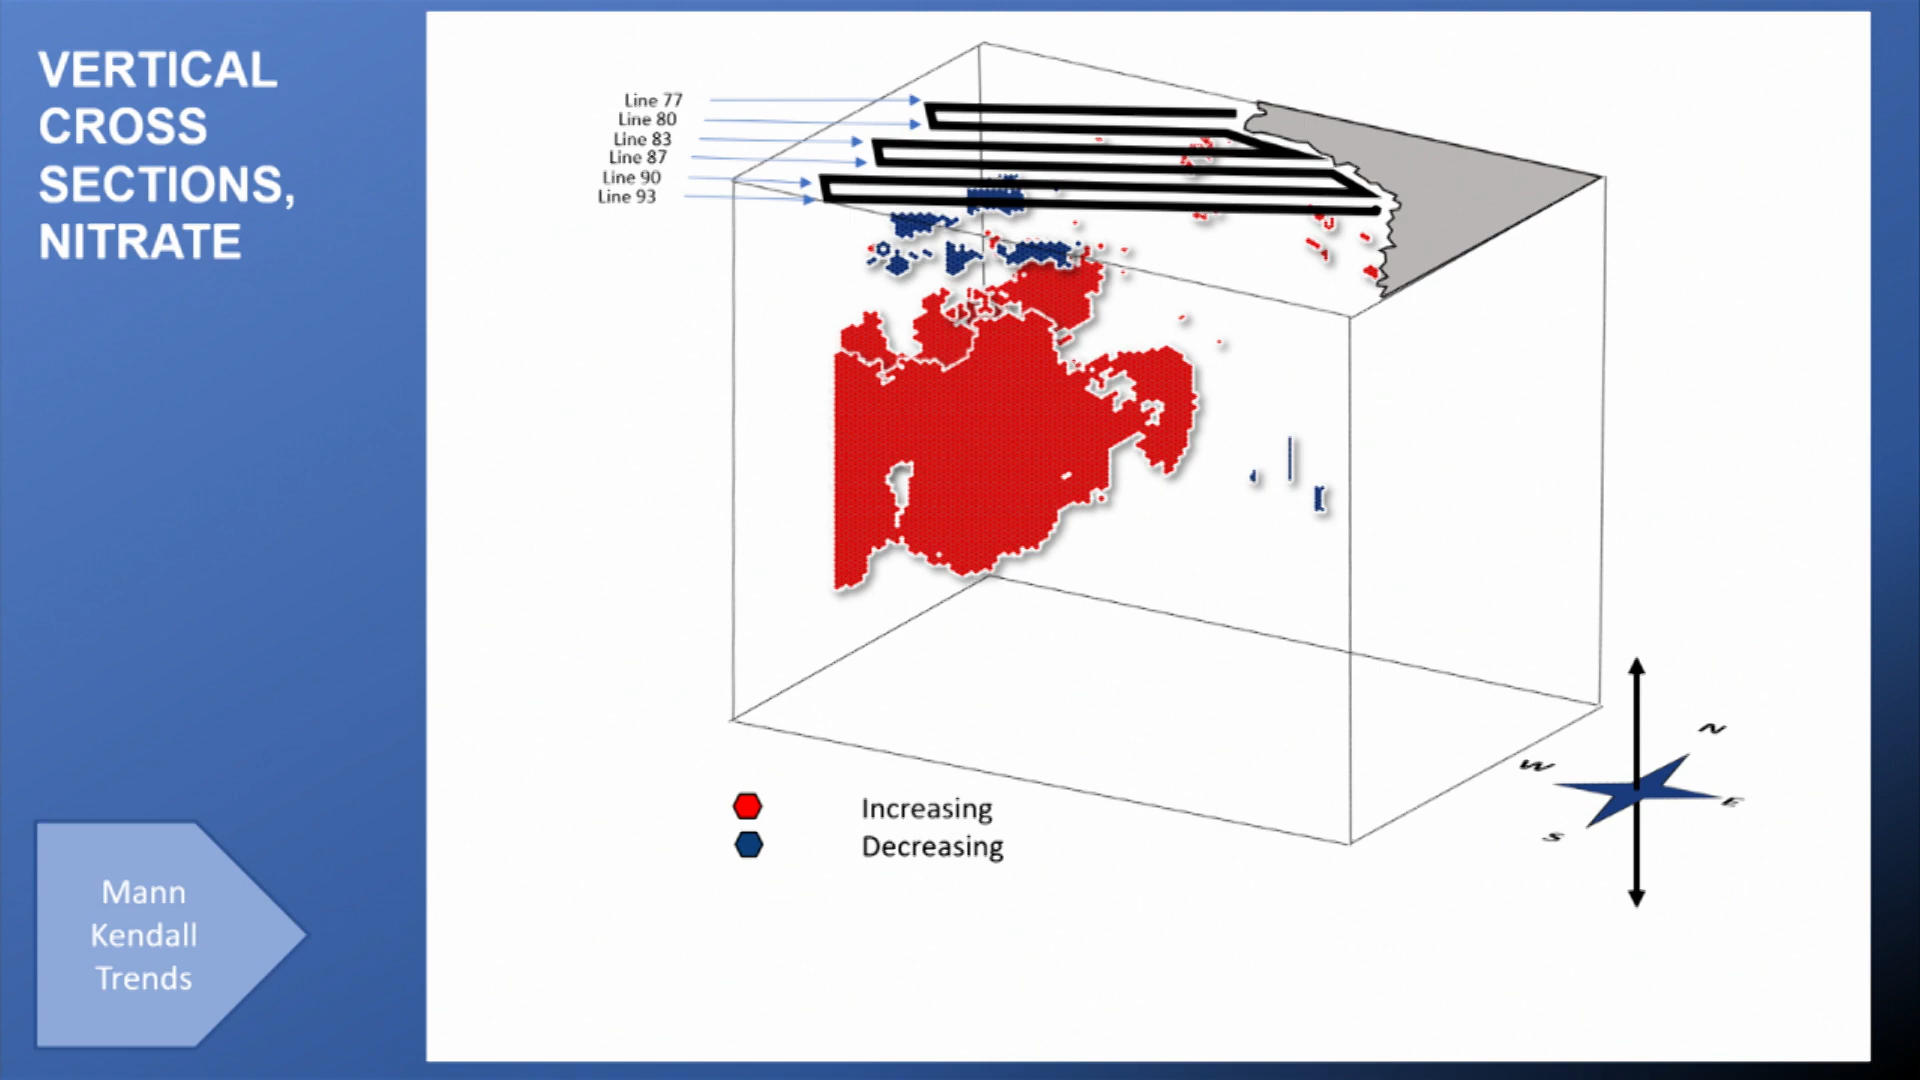 VERTICAL
CROSS
SECTIONS,
NITRATE
Line 77
Line 80
Line 83
Line 87
Line 90
Line 93
Increasing
Decreasing
N
W
E
S
Mann
Kendall
Trends